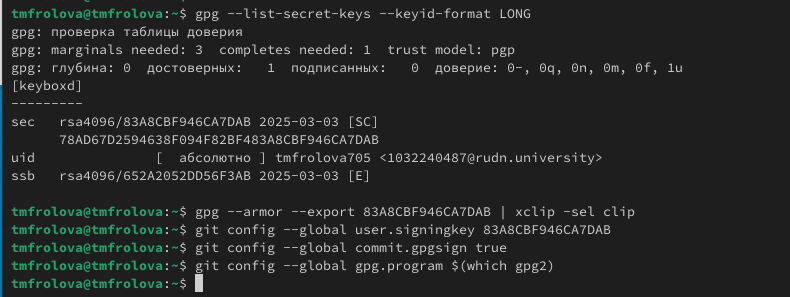 tmfrolova@tmfrolova:~$ gpg --list-secret-keys --keyid-format LONG
gpg: проверка таблицы доверия
gpg: marginals needed: 3  completes needed: 1  trust model: pgp
gpg: глубина: 0  достоверных:   1  подписанных:   0  доверие: 0-, 0q, 0n, 0m, 0f, 1u
[keyboxd]
---------
sec   rsa4096/83A8CBF946CA7DAB 2025-03-03 [SC]
      78AD67D2594638F094F82BF483A8CBF946CA7DAB
uid               [  абсолютно ] tmfrolova705 <1032240487@rudn.university>
ssb   rsa4096/652A2052DD56F3AB 2025-03-03 [E]
tmfrolova@tmfrolova:~$ gpg --armor --export 83A8CBF946CA7DAB | xclip -sel clip
tmfrolova@tmfrolova:~$ git config --global user.signingkey 83A8CBF946CA7DAB
tmfrolova@tmfrolova:~$ git config --global commit.gpgsign true
tmfrolova@tmfrolova:~$ git config --global gpg.program $(which gpg2)
tmfrolova@tmfrolova:~$